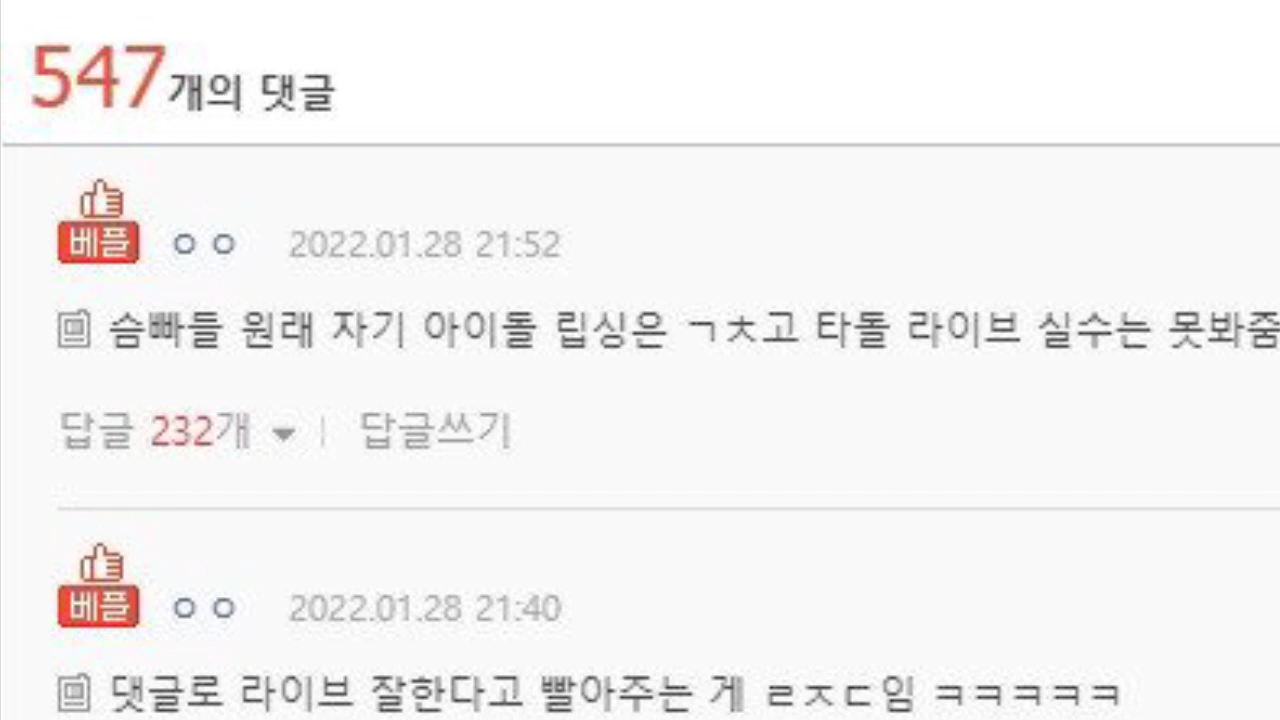 547개의 댓글
베플 ㅇㅇ 2022.01.28 21:52
슴빠들 원래 자기 아이돌 립싱은 ㄱㅊ고 타돌 라이브 실수는 못봐줌
답글 232개 | 답글쓰기
베플 ㅇㅇ 2022.01.28 21:40
댓글로 라이브 잘한다고 빨아주는 게 ㄹㅈㄷ임 ㅋㅋㅋㅋㅋ